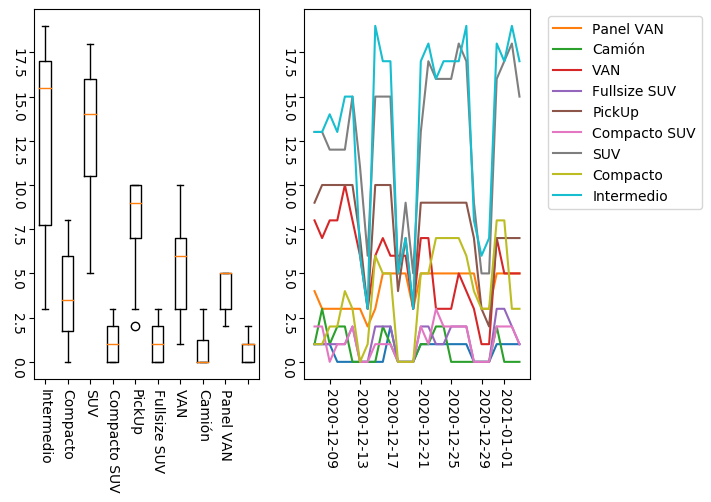 17.5
15.0
12.5
10.0
7.5
5.0
2.5
0.0
Intermedio
Compacto
SUV
Compacto SUV
PickUp
Fullsize SUV
VAN
Camión
Panel VAN
17.5
15.0
12.5
10.0
7.5
5.0
2.5
0.0
2020-12-09
2020-12-13
2020-12-17
2020-12-21
2020-12-25
2020-12-29
2021-01-01
Panel VAN
Camión
VAN
Fullsize SUV
PickUp
Compacto SUV
SUV
Compacto
Intermedio